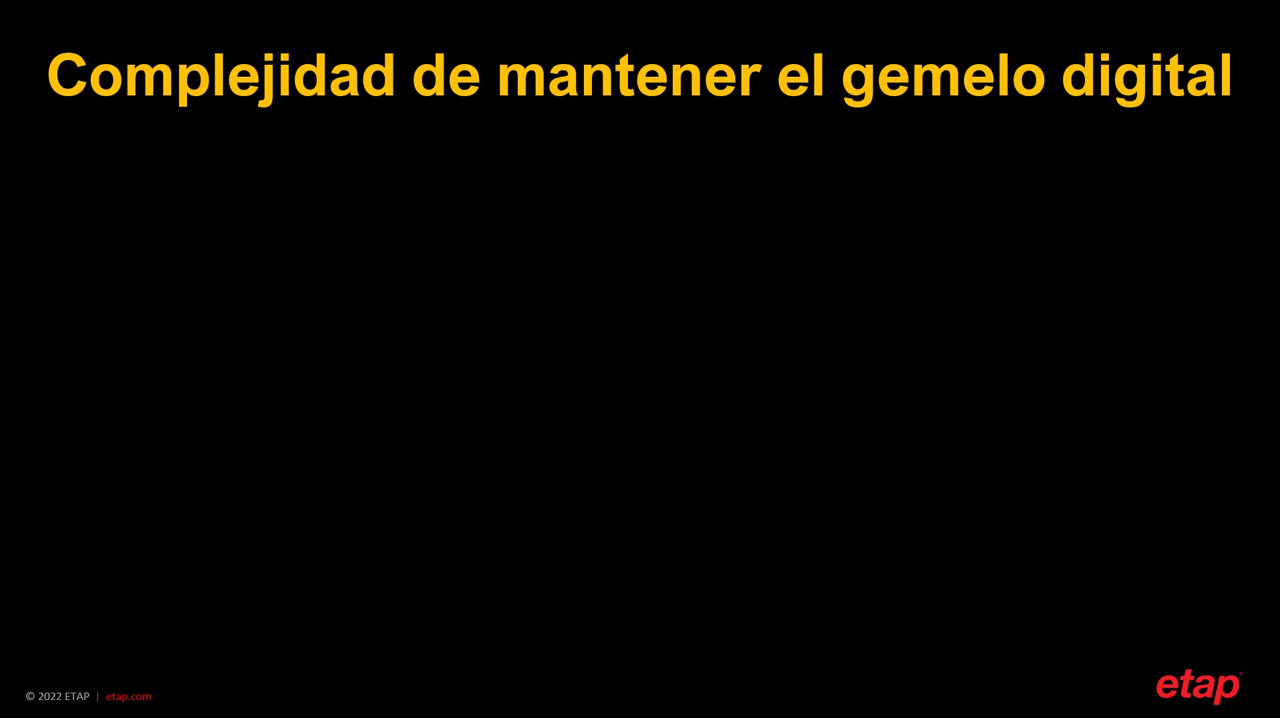 Complejidad de mantener el gemelo digital
© 2022 ETAP | etap.com
etap